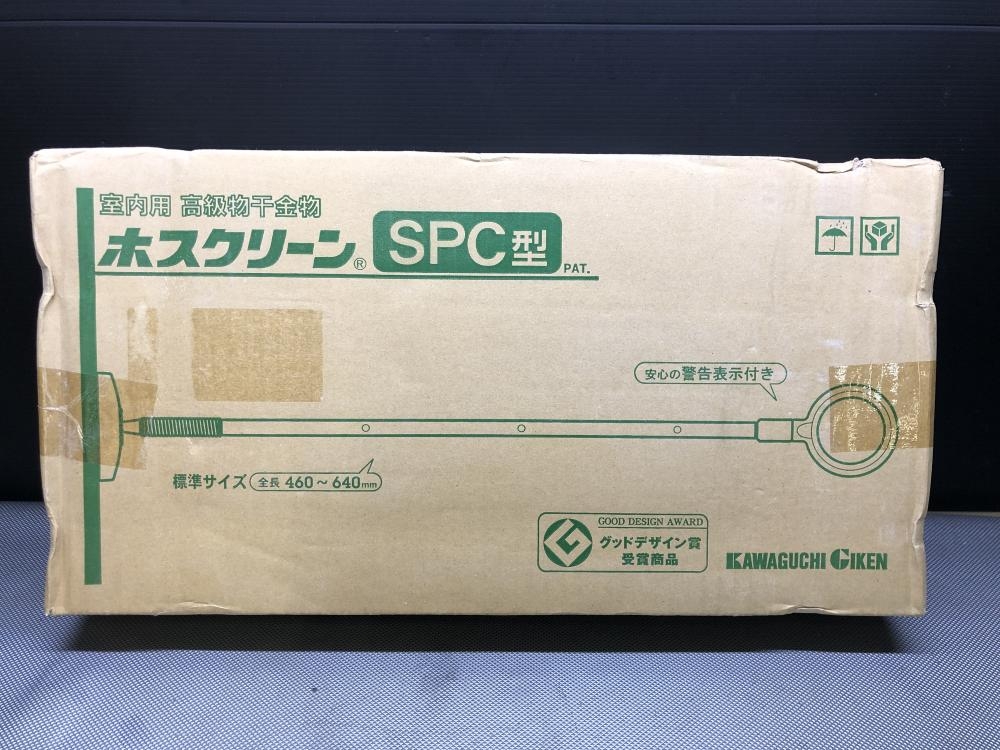 室内用 高級物干金物
ホスクリーン® SPC型 PAT.
安心の警告表示付き
標準サイズ 全長 460～640mm
GOOD DESIGN AWARD
グッドデザイン賞
受賞商品
KAWAGUCHI GIKEN